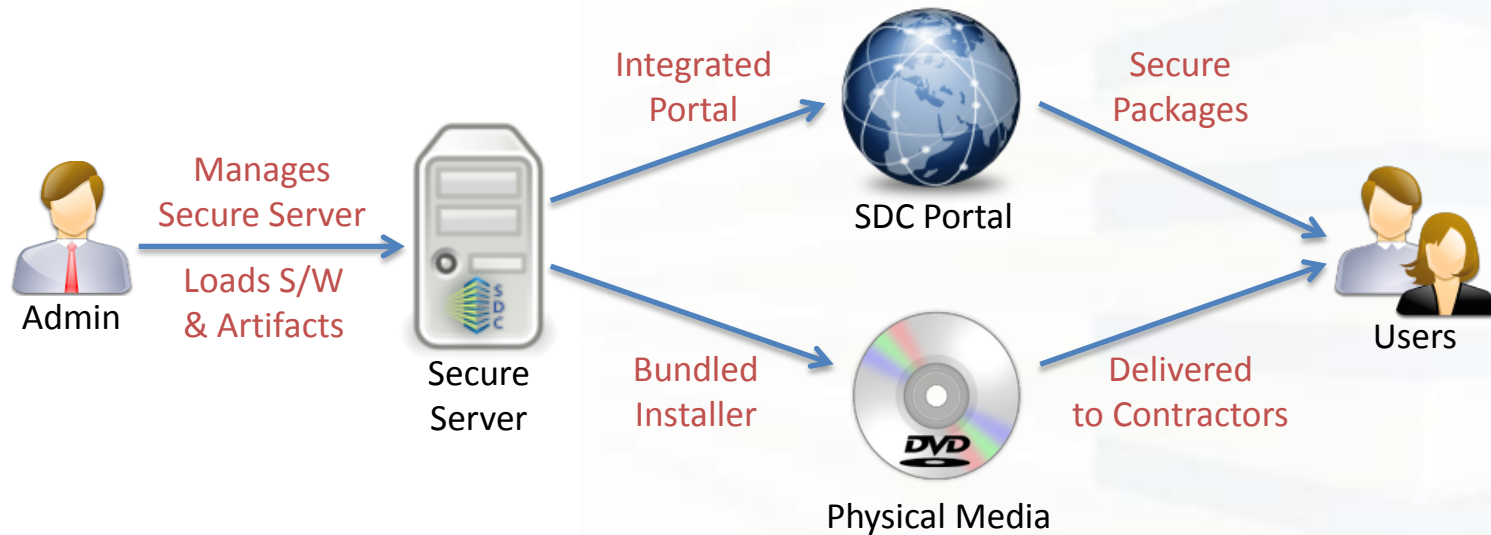 Admin
Manages
Secure Server
Loads S/W
& Artifacts
S
D
C
Secure
Server
Integrated
Portal
SDC Portal
Secure
Packages
Bundled
Installer
DVD
Physical Media
Delivered
to Contractors
Users